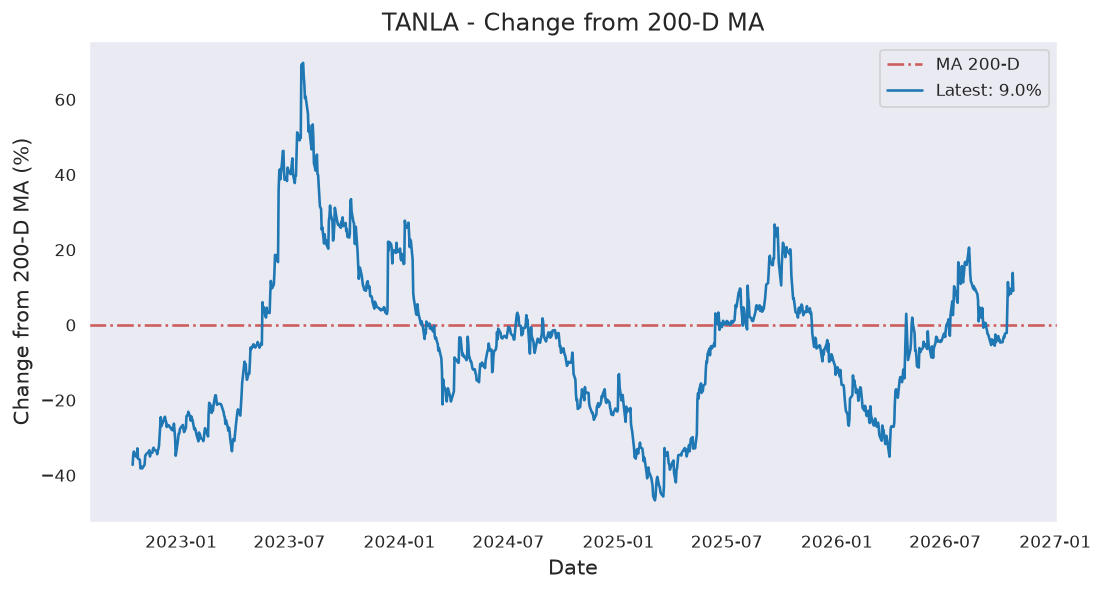 TANLA - Change from 200-D MA
MA 200-D
Latest: 9.0%
Change from 200-D MA (%)
60
40
20
0
−20
−40
2023-01 2023-07 2024-01 2024-07 2025-01 2025-07 2026-01 2026-07 2027-01
Date